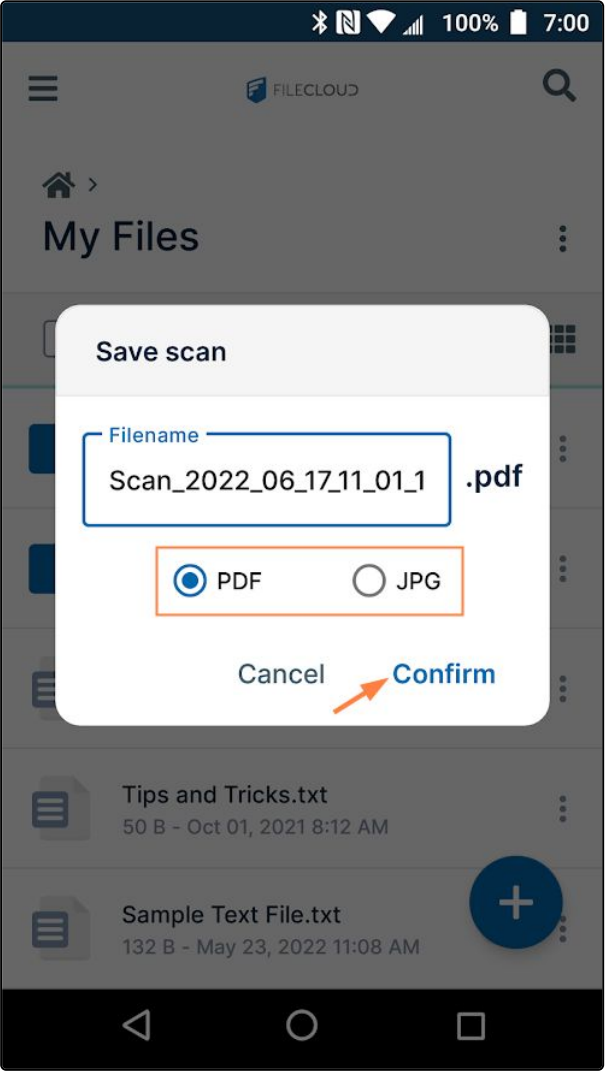 100% 7:00
FILECLOUD
My Files
Save scan
Filename
Scan_2022_06_17_11_01_1 .pdf
PDF JPG
Cancel Confirm
Tips and Tricks.txt
50 B - Oct 01, 2021 8:12 AM
Sample Text File.txt
132 B - May 23, 2022 11:08 AM